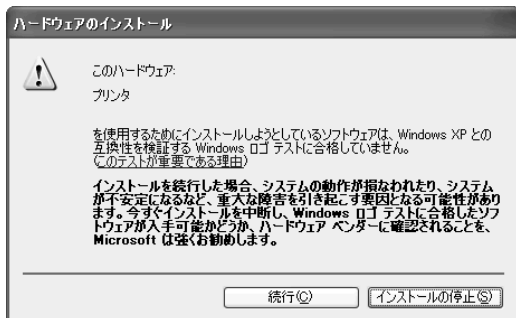 ハードウェアのインストール
このハードウェア:
プリンタ
を使用するためにインストールしようとしているソフトウェアは、Windows XP との
互換性を検証する Windows ロゴ テストに合格していません。
(このテストが重要である理由)
インストールを続行した場合、システムの動作が損なわれたり、システム
が不安定になるなど、重大な障害を引き起こす要因となる可能性があり
ます。今すぐインストールを中断し、Windows ロゴ テストに合格したソフ
トウェアが入手可能かどうか、ハードウェア ベンダーに確認されることを、
Microsoft は強くお勧めします。
続行(C)
インストールの停止(S)